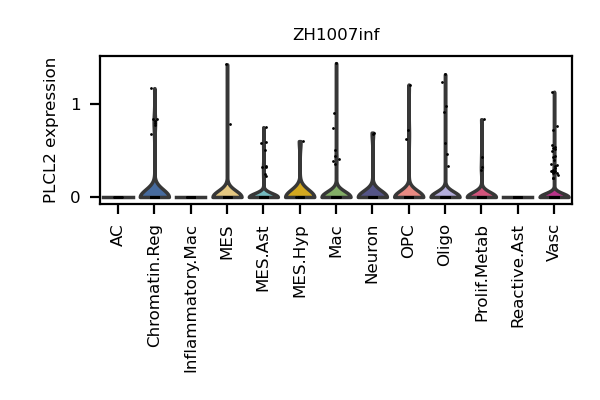 ZH1007inf
PLCL2 expression
1
0
AC
Chromatin.Reg
Inflammatory.Mac
MES
MES.Ast
MES.Hyp
Mac
Neuron
OPC
Oligo
Prolif.Metab
Reactive.Ast
Vasc